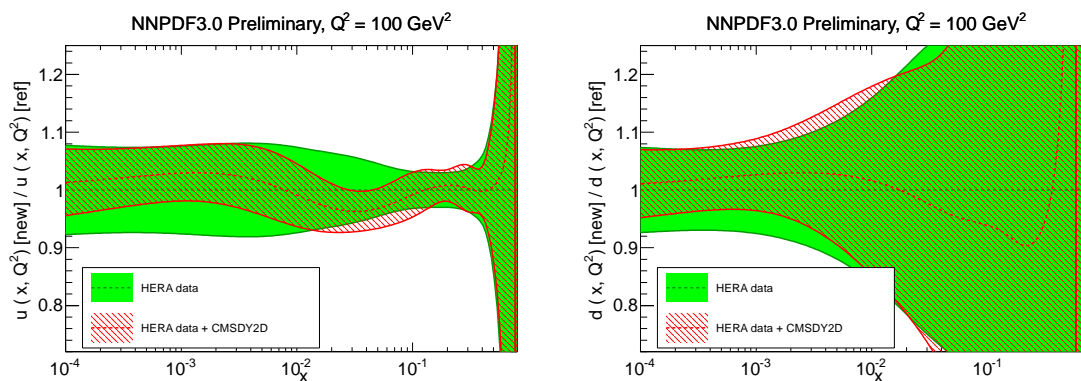 NNPDF3.0 Preliminary, Q² = 100 GeV²
u ( x, Q²) [new] / u ( x, Q²) [ref]
1.2
1.1
1
0.9
0.8
HERA data
HERA data + CMSDY2D
10⁻⁴
10⁻³
10⁻²
10⁻¹
x
NNPDF3.0 Preliminary, Q² = 100 GeV²
d ( x, Q²) [new] / d ( x, Q²) [ref]
1.2
1.1
1
0.9
0.8
HERA data
HERA data + CMSDY2D
10⁻⁴
10⁻³
10⁻²
10⁻¹
x